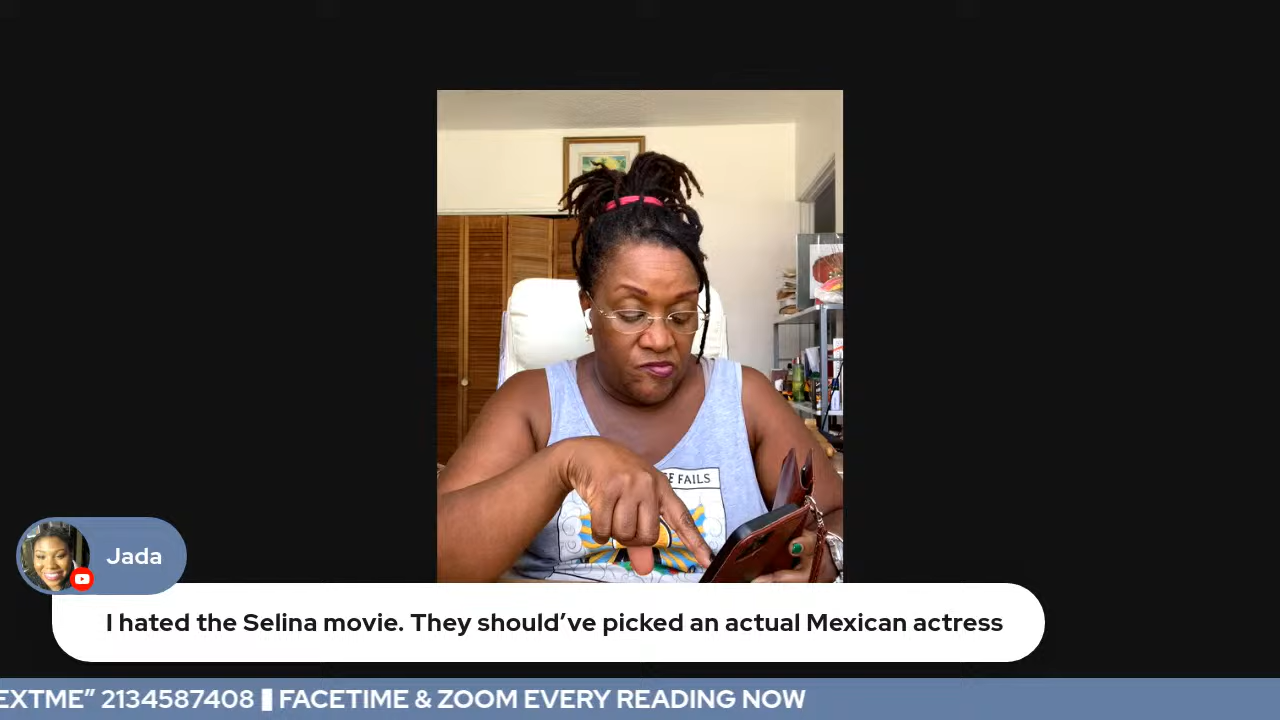 E FAILS
Jada
I hated the Selina movie. They should’ve picked an actual Mexican actress
EXTME” 2134587408 ▮ FACETIME & ZOOM EVERY READING NOW